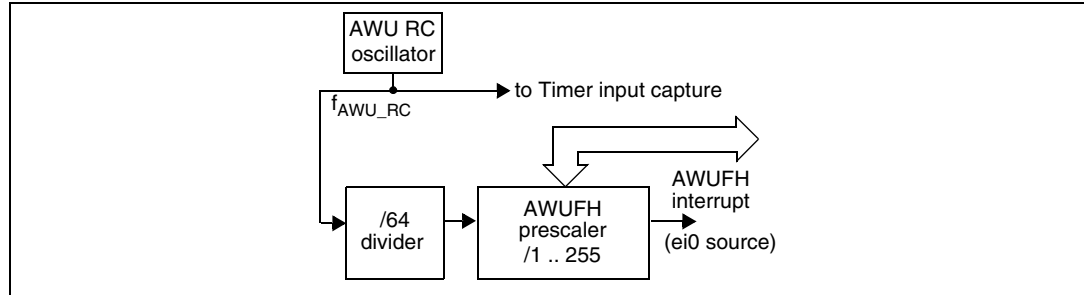 AWU RC
oscillator
to Timer input capture
fAWU_RC
AWUFH
interrupt
(ei0 source)
/64
divider
AWUFH
prescaler
/1 .. 255